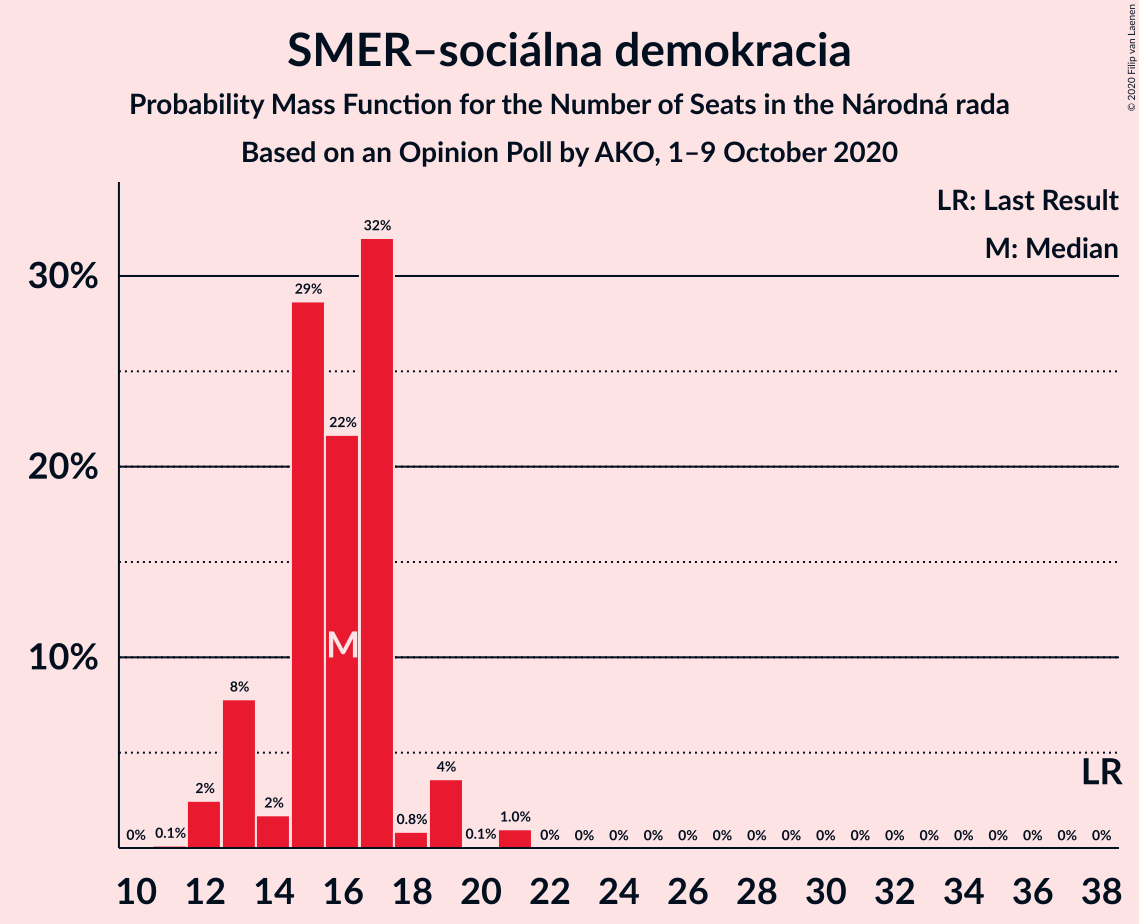 SMER–sociálna demokracia
Probability Mass Function for the Number of Seats in the Národná rada
Based on an Opinion Poll by AKO, 1–9 October 2020
© 2020 Filip van Laenen
LR: Last Result
M: Median
30%
20%
10%
0% 0.1% 2% 8% 2% 29% 22% 32% 0.8% 4% 0.1% 1.0% 0% 0% 0% 0% 0% 0% 0% 0% 0% 0% 0% 0% 0% 0% 0% 0% 0%
M
LR
10 12 14 16 18 20 22 24 26 28 30 32 34 36 38